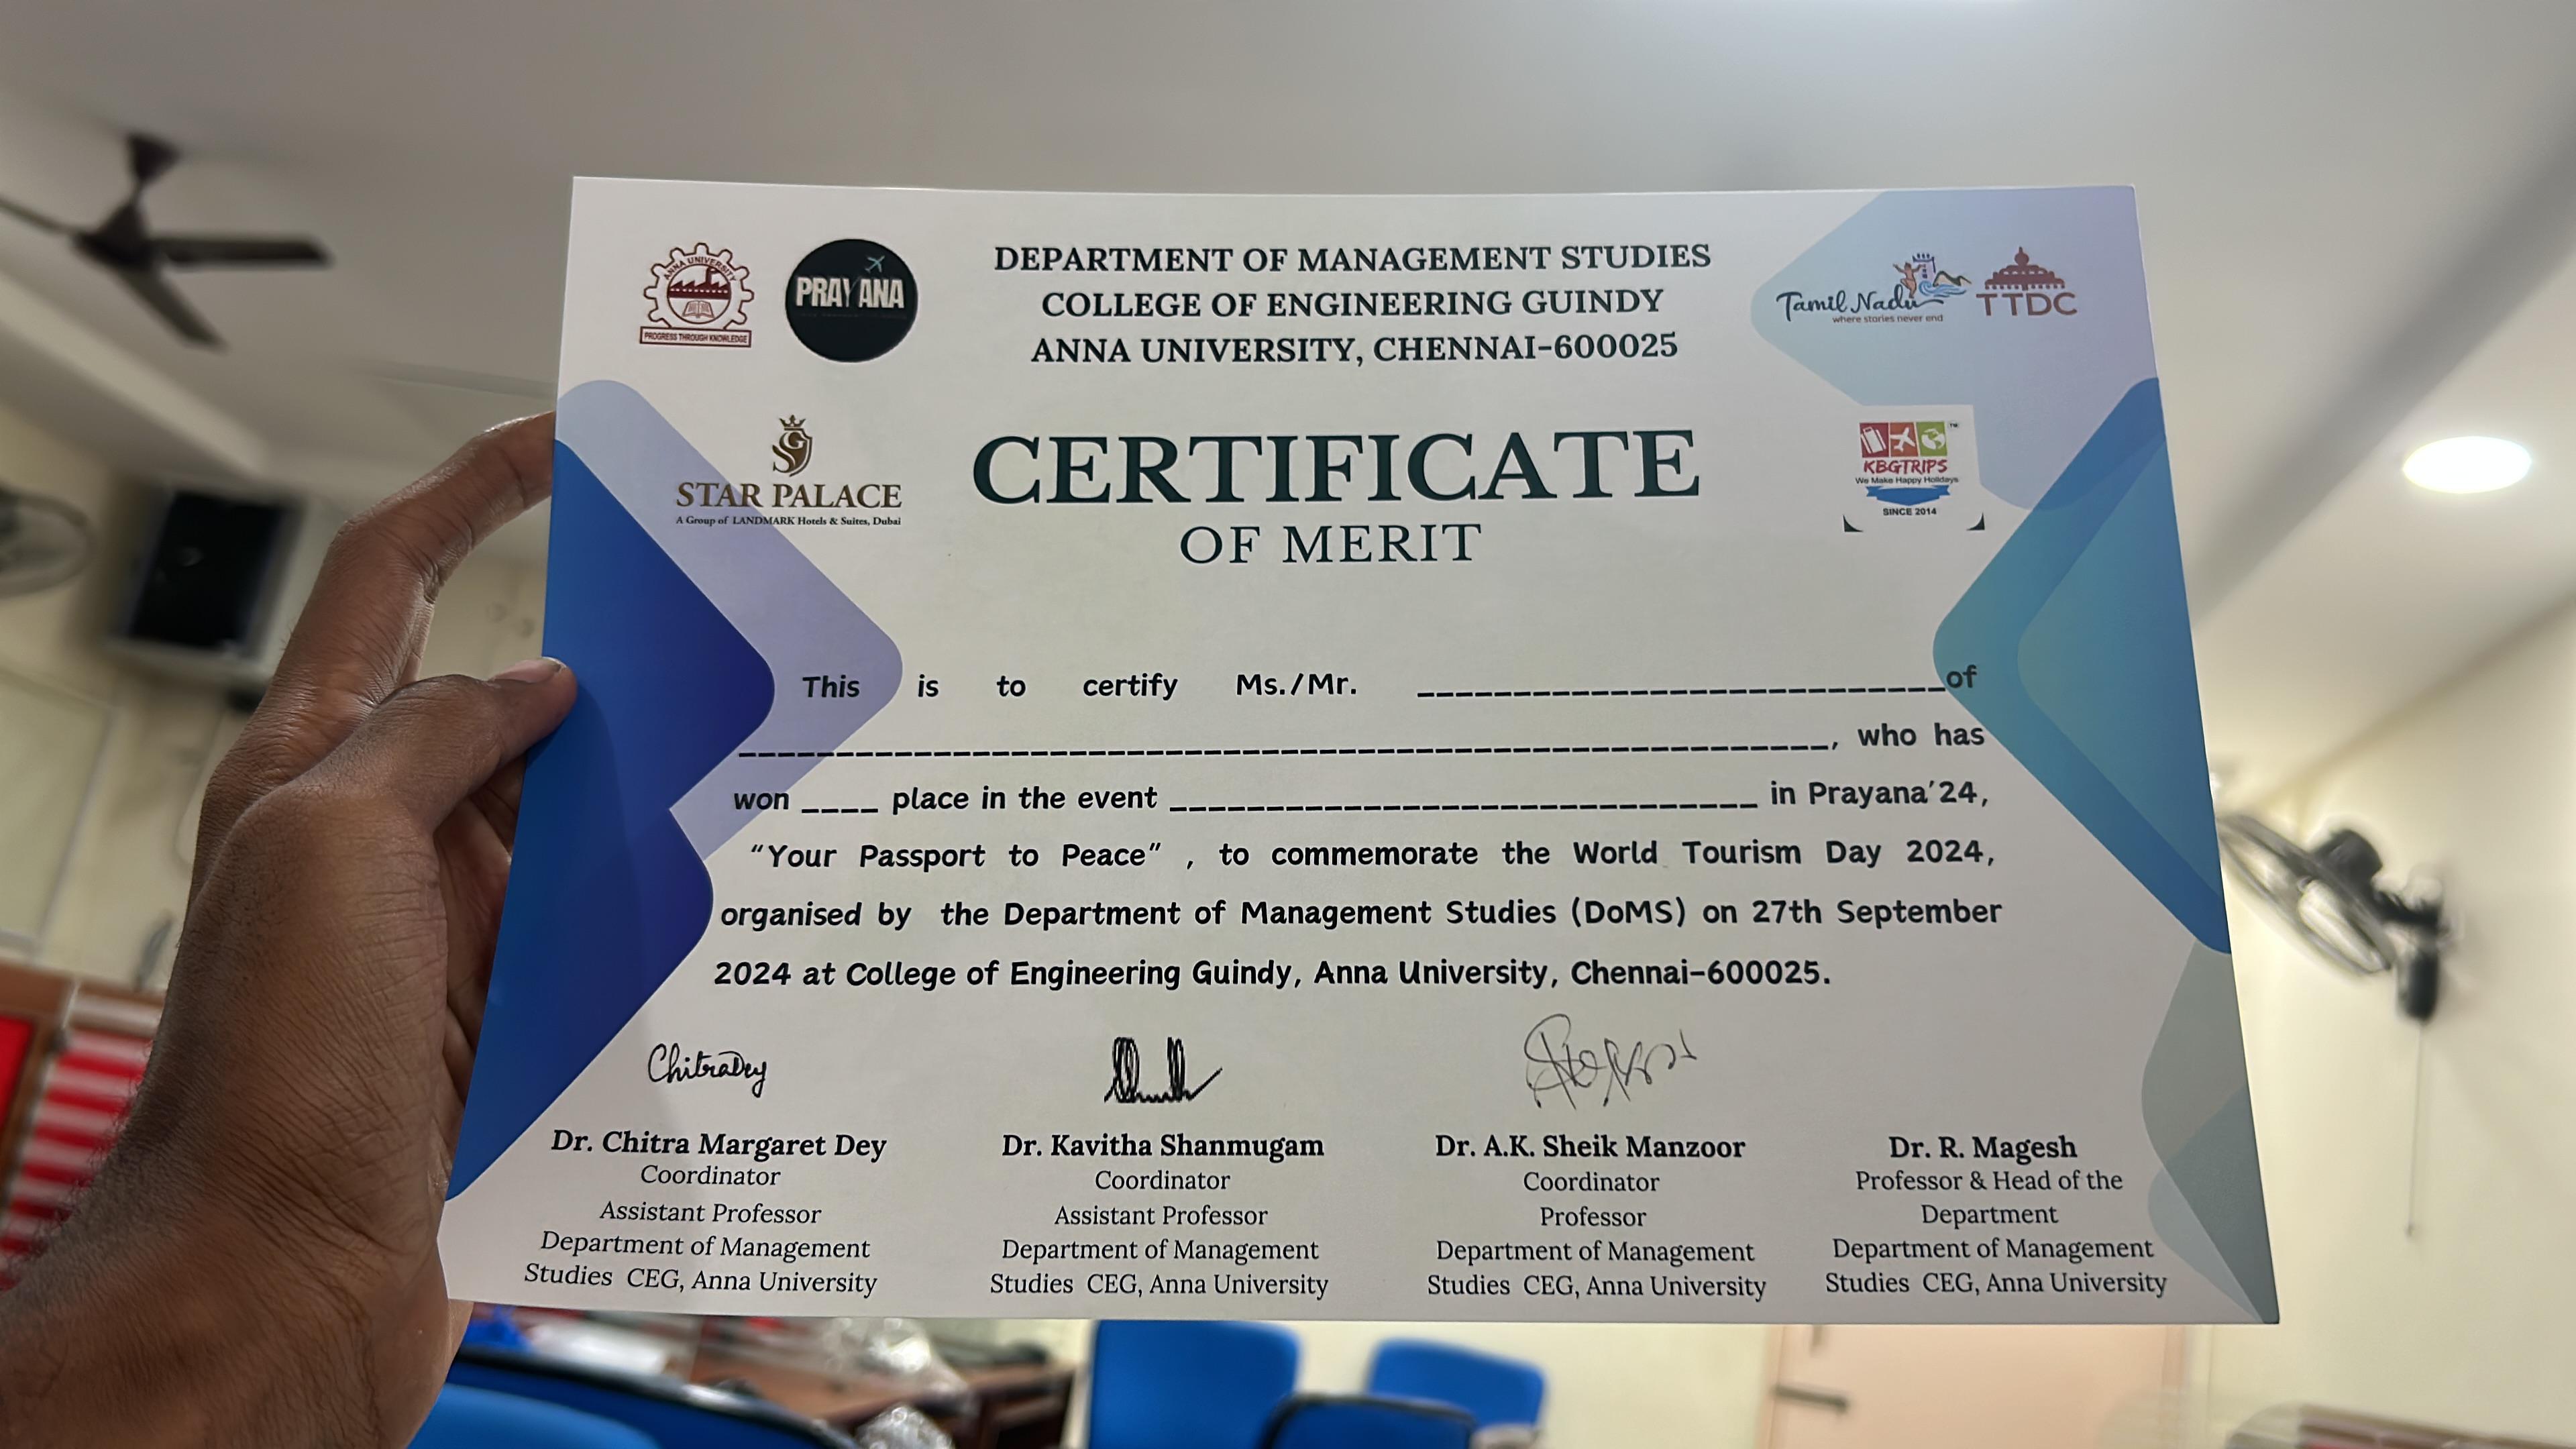 ANNA UNIVERSITY
PROGRESS THROUGH KNOWLEDGE
PRAYANA
DEPARTMENT OF MANAGEMENT STUDIES
COLLEGE OF ENGINEERING GUINDY
ANNA UNIVERSITY, CHENNAI-600025
Tamil Nadu
where stories never end
TTDC
STAR PALACE
A Group of LANDMARK Hotels & Suites, Dubai
CERTIFICATE
OF MERIT
KBGTRIPS
We Make Happy Holidays
SINCE 2014
This is to certify Ms./Mr. ___________________________of
________________________________________________________, who has
won ____ place in the event ______________________________ in Prayana'24,
"Your Passport to Peace" , to commemorate the World Tourism Day 2024,
organised by the Department of Management Studies (DoMS) on 27th September
2024 at College of Engineering Guindy, Anna University, Chennai-600025.
ChitraDey
Dr. Chitra Margaret Dey
Coordinator
Assistant Professor
Department of Management
Studies CEG, Anna University
Dr. Kavitha Shanmugam
Coordinator
Assistant Professor
Department of Management
Studies CEG, Anna University
Dr. A.K. Sheik Manzoor
Coordinator
Professor
Department of Management
Studies CEG, Anna University
Dr. R. Magesh
Professor & Head of the
Department
Department of Management
Studies CEG, Anna University